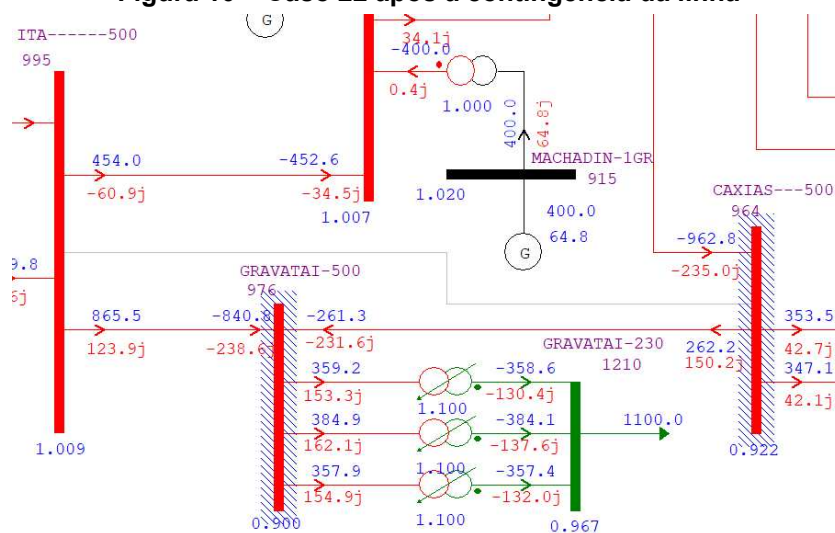 ITA------500
G
34.1j
-400.0
995
0.4j
1.000
400.0
64.8j
MACHADIN-1GR
454.0
-452.6
915
CAXIAS---500
-60.9j
-34.5j
1.020
964
1.007
400.0
64.8
-962.8
G
9.8
GRAVATAI-500
-235.0j
976
865.5
-840.8
-261.3
353.5
123.9j
-238.6j
-231.6j
GRAVATAI-230
262.2
42.7j
359.2
-358.6
1210
150.2j
347.1
153.3j
-130.4j
42.1j
1.100
384.9
-384.1
1100.0
162.1j
-137.6j
1.009
0.922
357.9
1.100
-357.4
154.9j
-132.0j
0.900
1.100
0.967